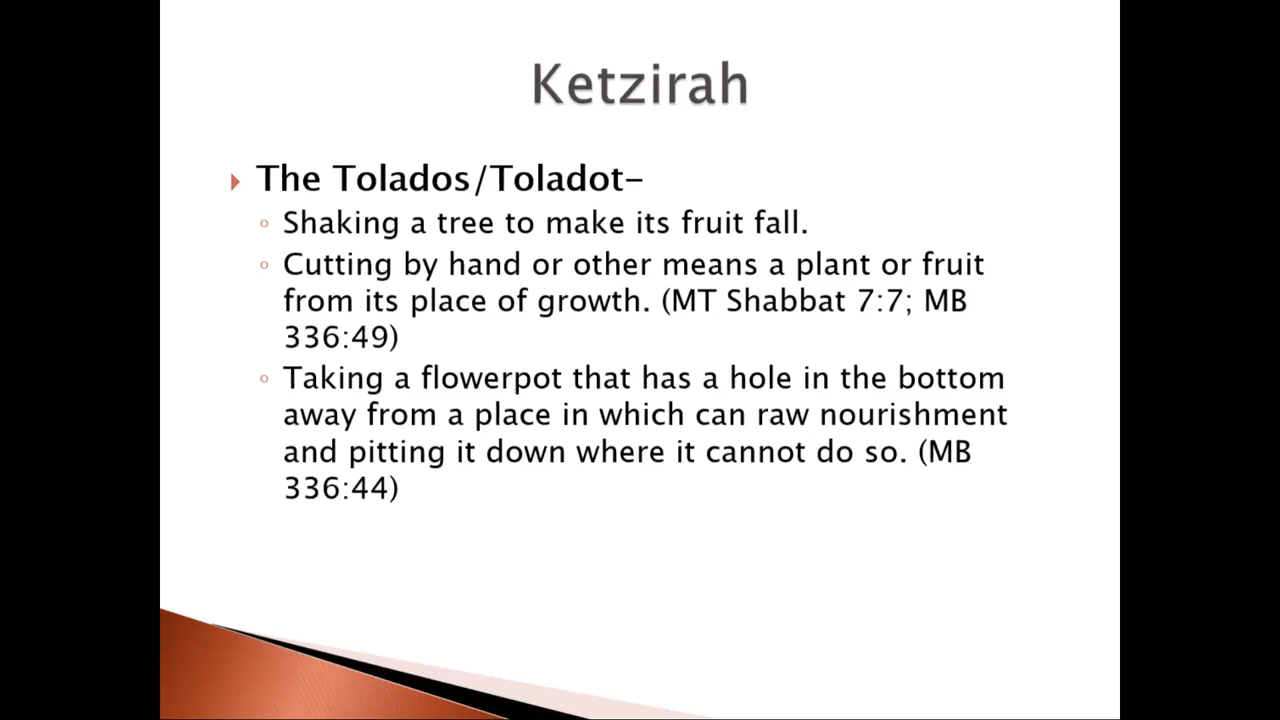 Ketzirah
The Tolados/Toladot-
Shaking a tree to make its fruit fall.
Cutting by hand or other means a plant or fruit
from its place of growth. (MT Shabbat 7:7; MB
336:49)
Taking a flowerpot that has a hole in the bottom
away from a place in which can raw nourishment
and pitting it down where it cannot do so. (MB
336:44)